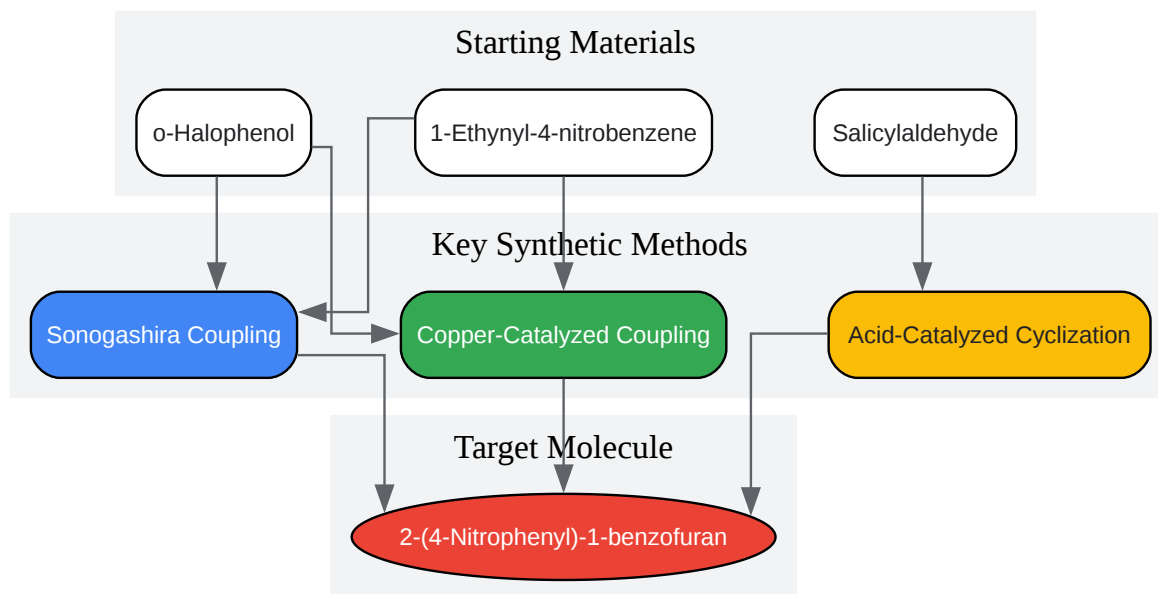 Starting Materials
o-Halophenol
1-Ethynyl-4-nitrobenzene
Salicylaldehyde
Key Synthetic Methods
Sonogashira Coupling
Copper-Catalyzed Coupling
Acid-Catalyzed Cyclization
Target Molecule
2-(4-Nitrophenyl)-1-benzofuran